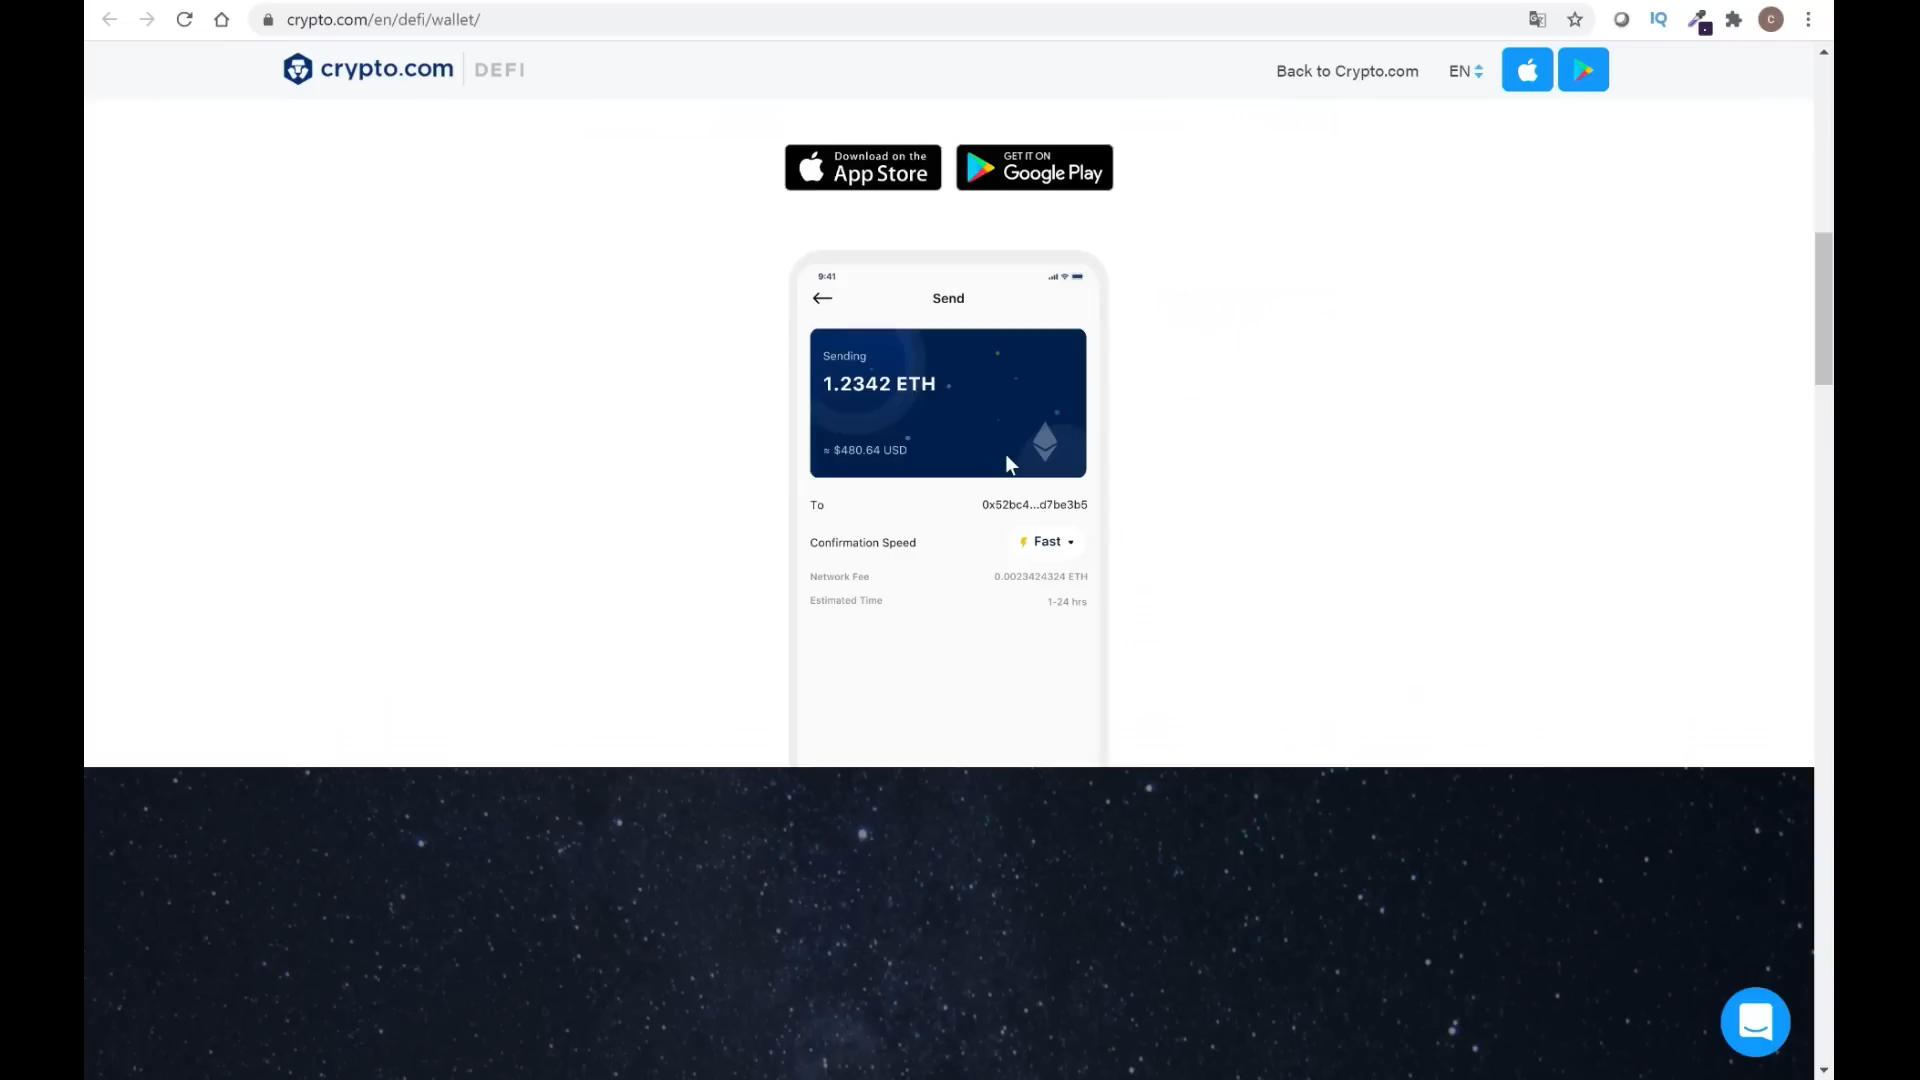 crypto.com/en/defi/wallet/
IQ
C
crypto.com DEFI
Back to Crypto.com
EN
Download on the
App Store
GET IT ON
Google Play
9:41
Send
Sending
1.2342 ETH
≈ $480.64 USD
To
0x52bc4...d7be3b5
Confirmation Speed
Fast
Network Fee
0.0023424324 ETH
Estimated Time
1-24 hrs